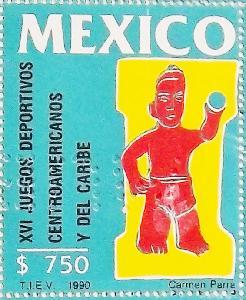 MEXICO
XVI JUEGOS DEPORTIVOS
CENTROAMERICANOS
Y DEL CARIBE
$ 750
T.I.E.V. 1990 Carmen Parra